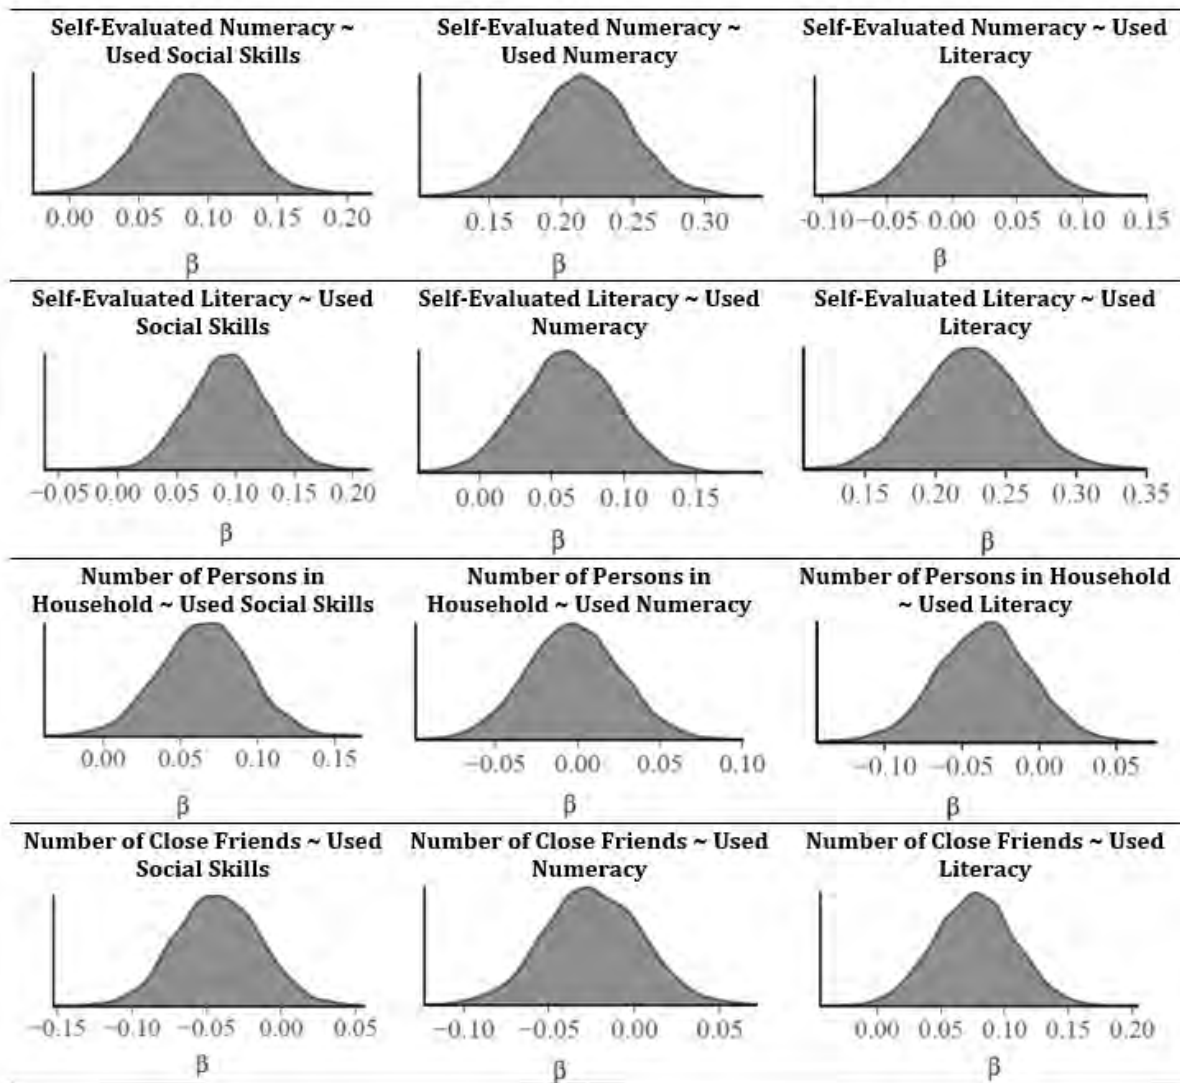 Self-Evaluated Numeracy ~
Used Social Skills
0.00 0.05 0.10 0.15 0.20
β
Self-Evaluated Numeracy ~
Used Numeracy
0.15 0.20 0.25 0.30
β
Self-Evaluated Numeracy ~ Used
Literacy
-0.10 -0.05 0.00 0.05 0.10 0.15
β
Self-Evaluated Literacy ~ Used
Social Skills
−0.05 0.00 0.05 0.10 0.15 0.20
β
Self-Evaluated Literacy ~ Used
Numeracy
0.00 0.05 0.10 0.15
β
Self-Evaluated Literacy ~ Used
Literacy
0.15 0.20 0.25 0.30 0.35
β
Number of Persons in
Household ~ Used Social Skills
0.00 0.05 0.10 0.15
β
Number of Persons in
Household ~ Used Numeracy
−0.05 0.00 0.05 0.10
β
Number of Persons in Household
~ Used Literacy
−0.10 −0.05 0.00 0.05
β
Number of Close Friends ~ Used
Social Skills
−0.15 −0.10 −0.05 0.00 0.05
β
Number of Close Friends ~ Used
Numeracy
−0.10 −0.05 0.00 0.05
β
Number of Close Friends ~ Used
Literacy
0.00 0.05 0.10 0.15 0.20
β